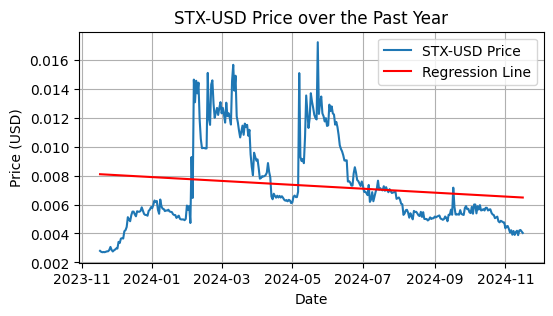 STX-USD Price over the Past Year
STX-USD Price
Regression Line
Price (USD)
0.016
0.014
0.012
0.010
0.008
0.006
0.004
0.002
2023-11 2024-01 2024-03 2024-05 2024-07 2024-09 2024-11
Date